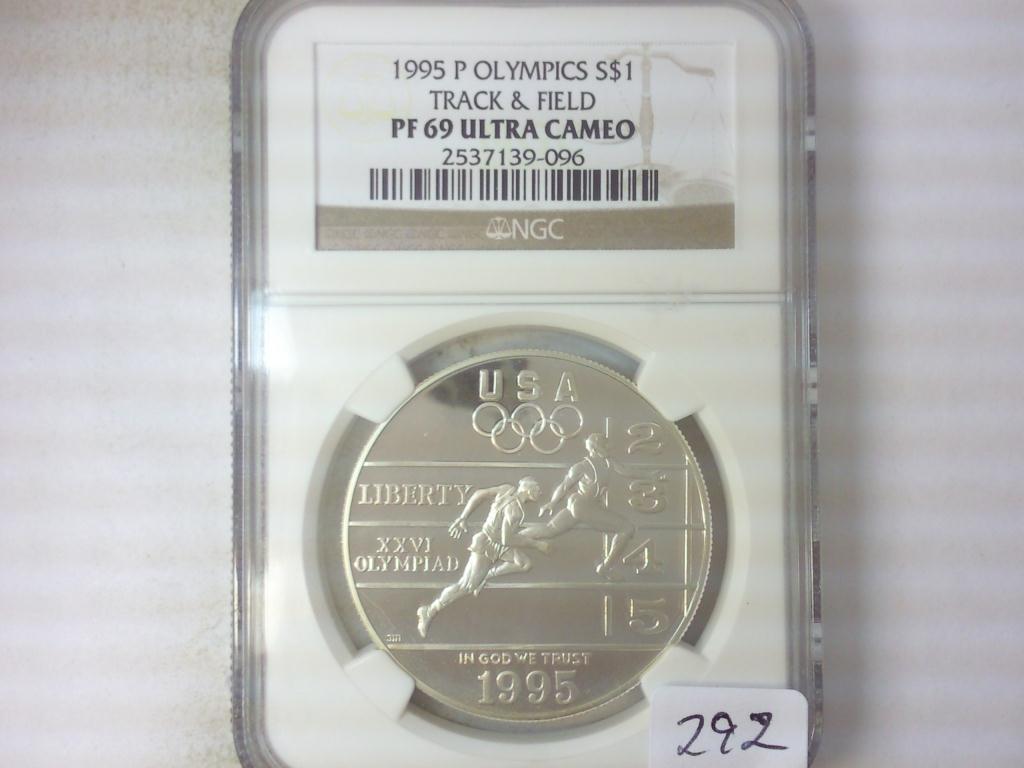 1995 P OLYMPICS S$1
TRACK & FIELD
PF 69 ULTRA CAMEO
2537139-096
NGC
USA
2
LIBERTY
3
XXVI
OLYMPIAD
4
5
IN GOD WE TRUST
1995
292